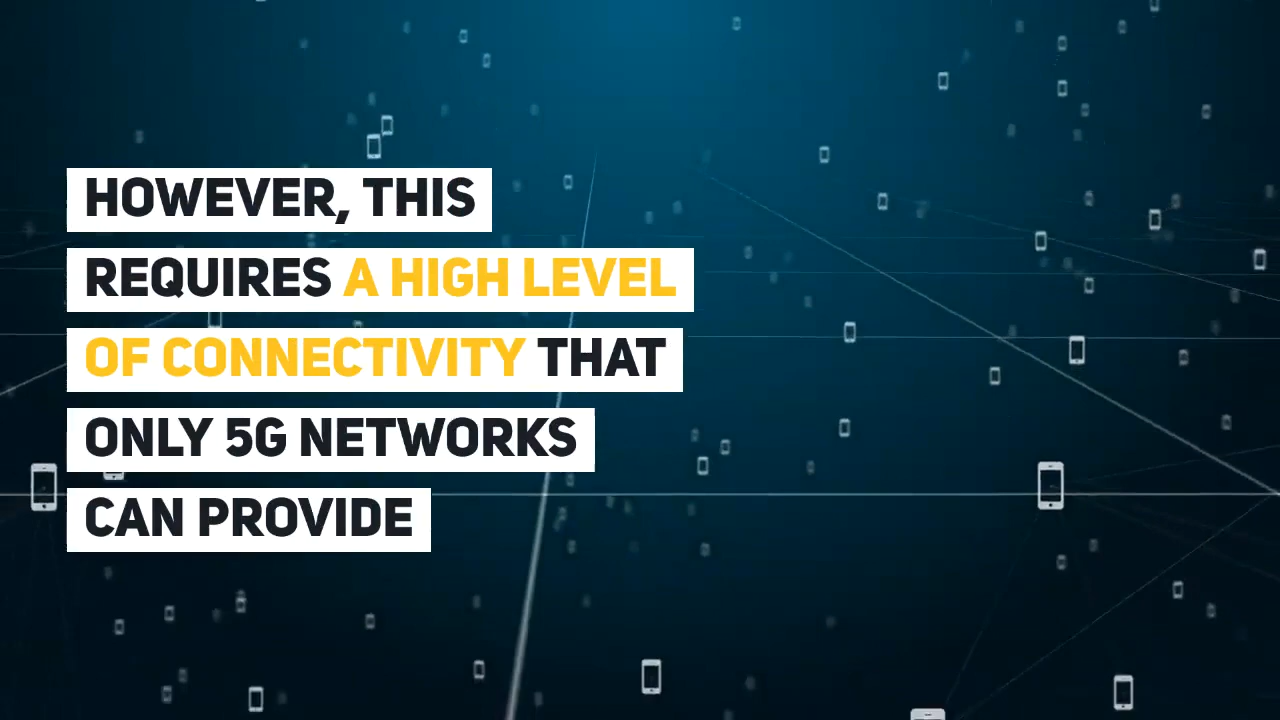 HOWEVER, THIS
REQUIRES A HIGH LEVEL
OF CONNECTIVITY THAT
ONLY 5G NETWORKS
CAN PROVIDE